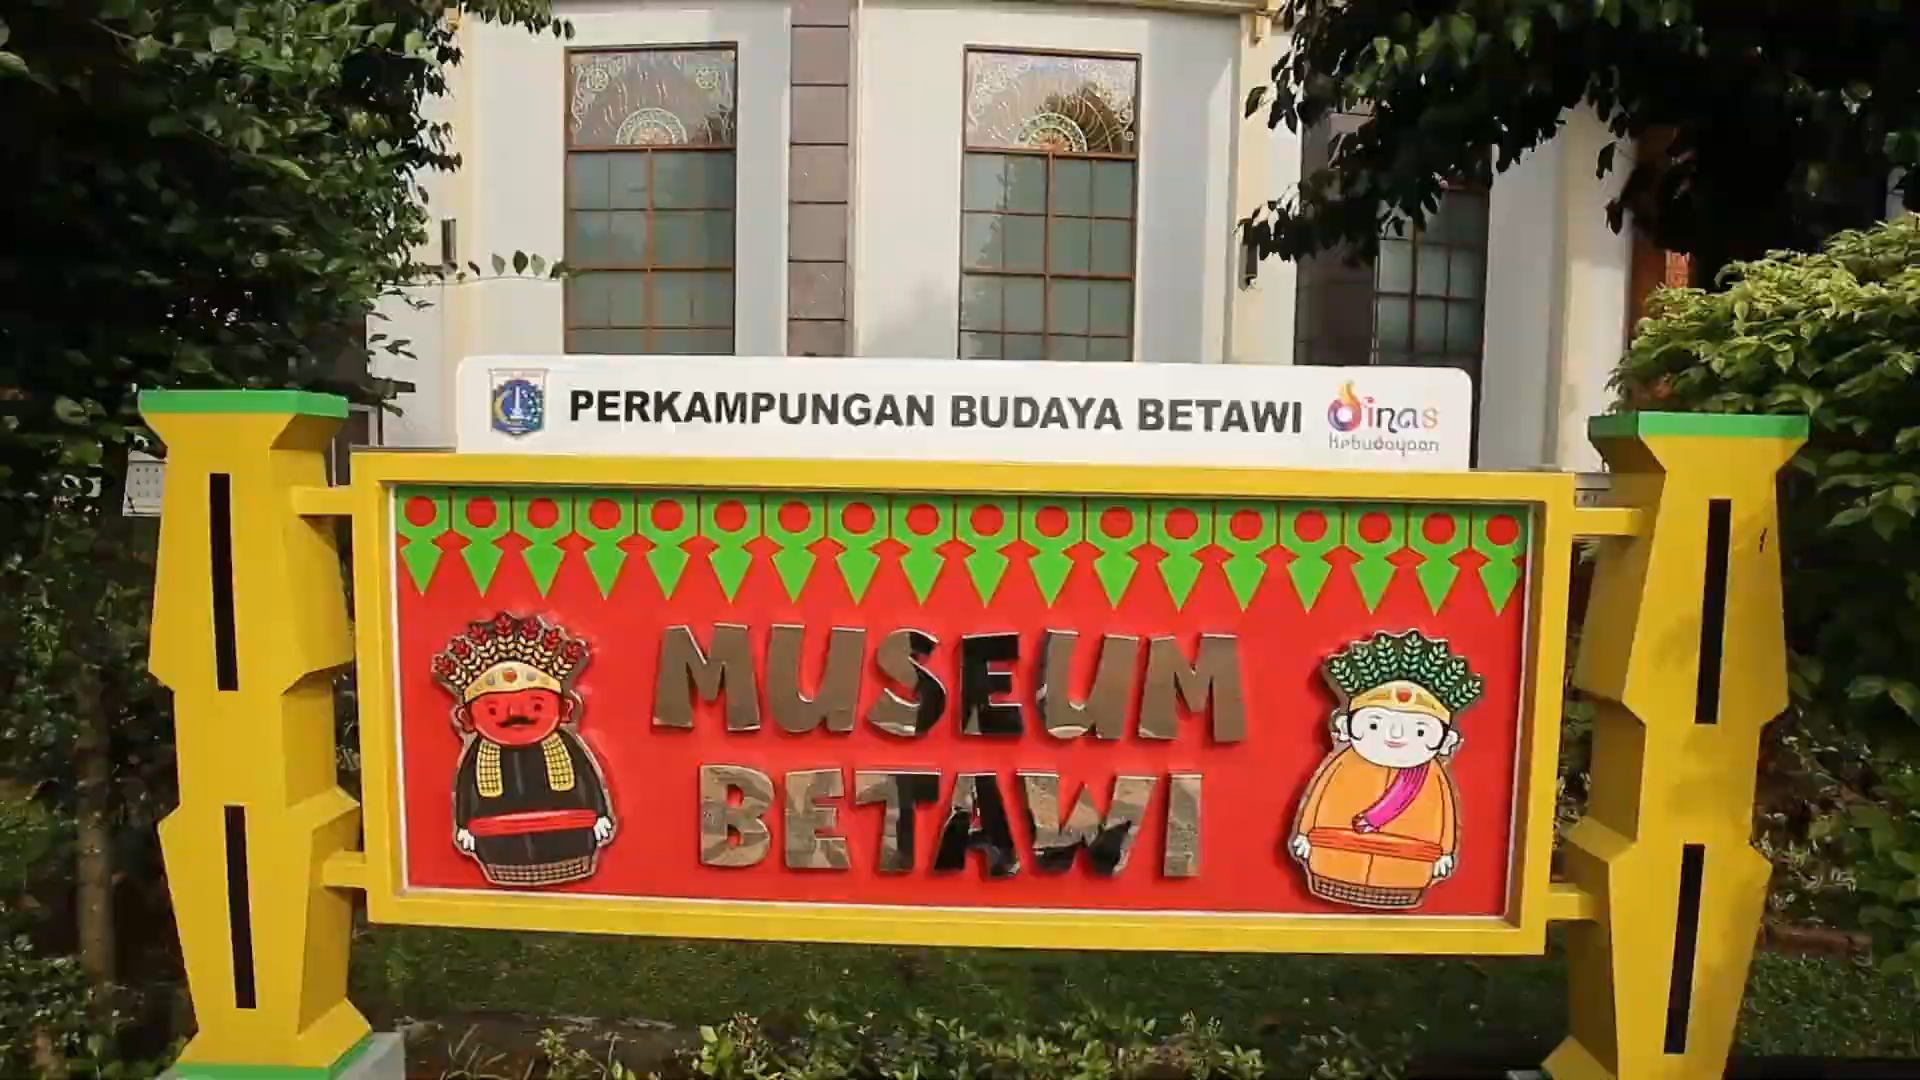 PERKAMPUNGAN BUDAYA BETAWI
Dinas
Kebudayaan
MUSEUM
BETAWI